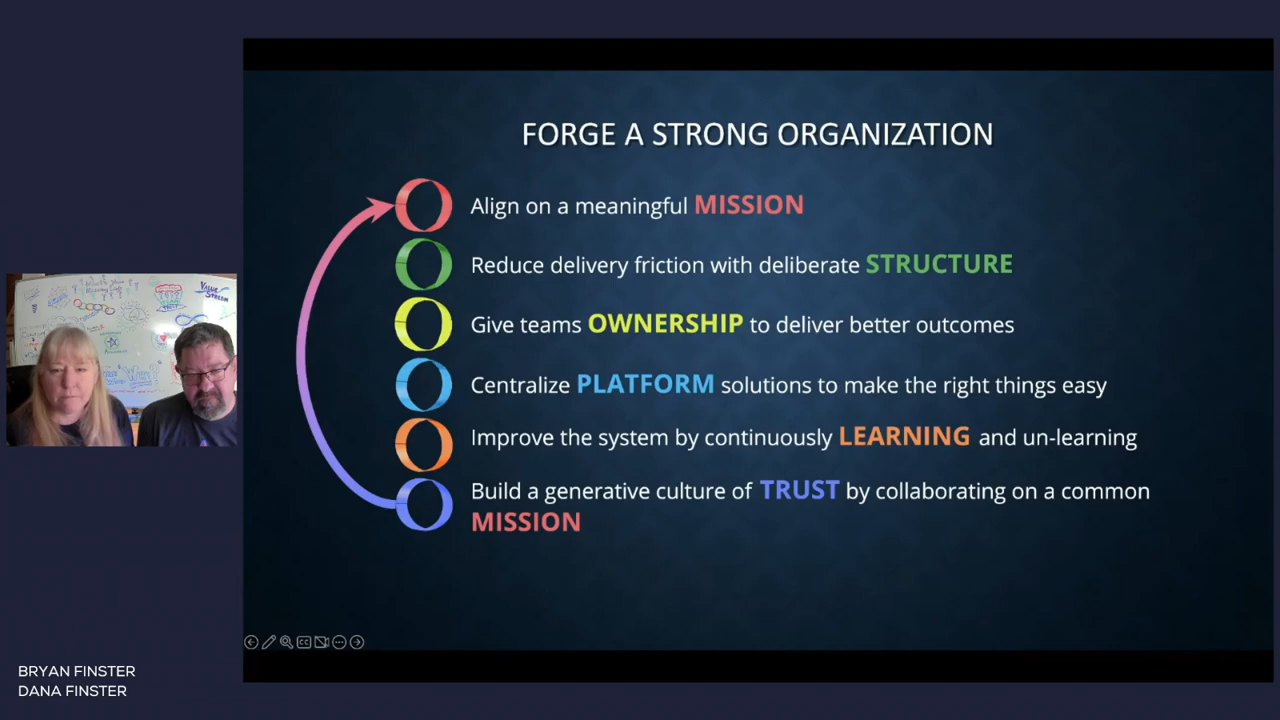 FORGE A STRONG ORGANIZATION
Align on a meaningful MISSION
Reduce delivery friction with deliberate STRUCTURE
Give teams OWNERSHIP to deliver better outcomes
Centralize PLATFORM solutions to make the right things easy
Improve the system by continuously LEARNING and un-learning
Build a generative culture of TRUST by collaborating on a common
MISSION
VALUE
STREAM
BRYAN FINSTER
DANA FINSTER